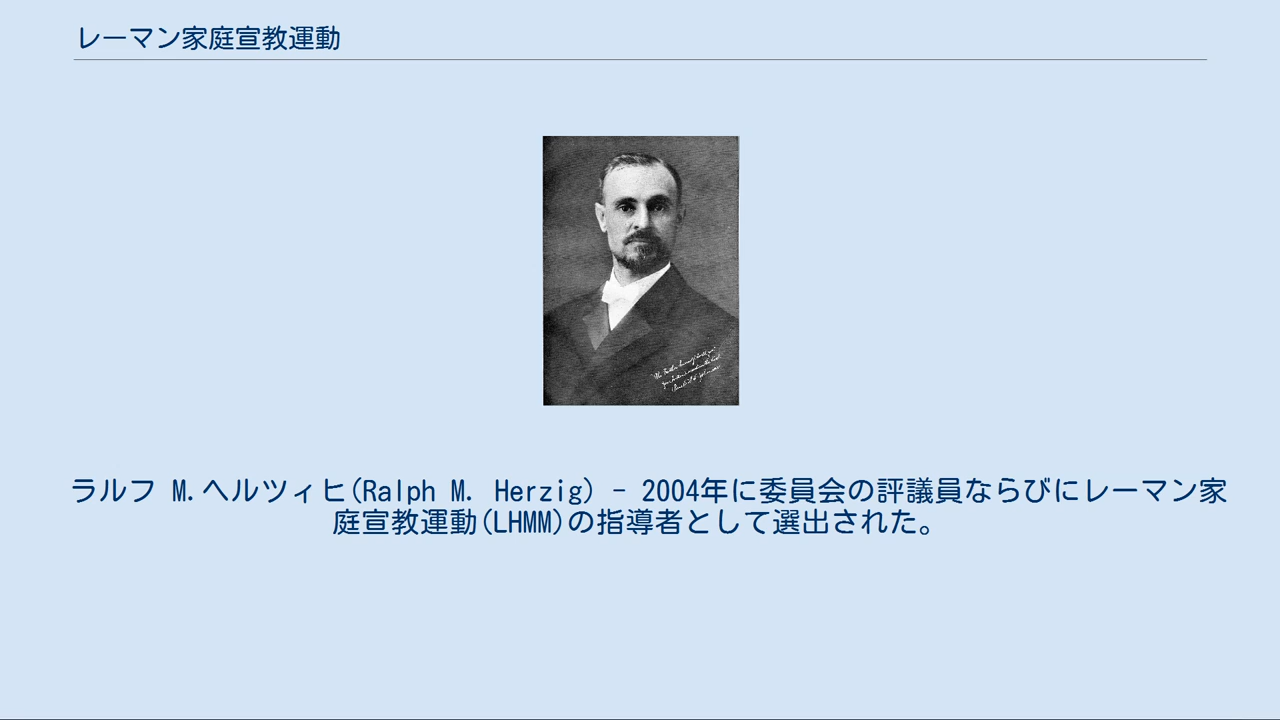 レーマン家庭宣教運動
ラルフ M.ヘルツィヒ(Ralph M. Herzig) - 2004年に委員会の評議員ならびにレーマン家
庭宣教運動(LHMM)の指導者として選出された。